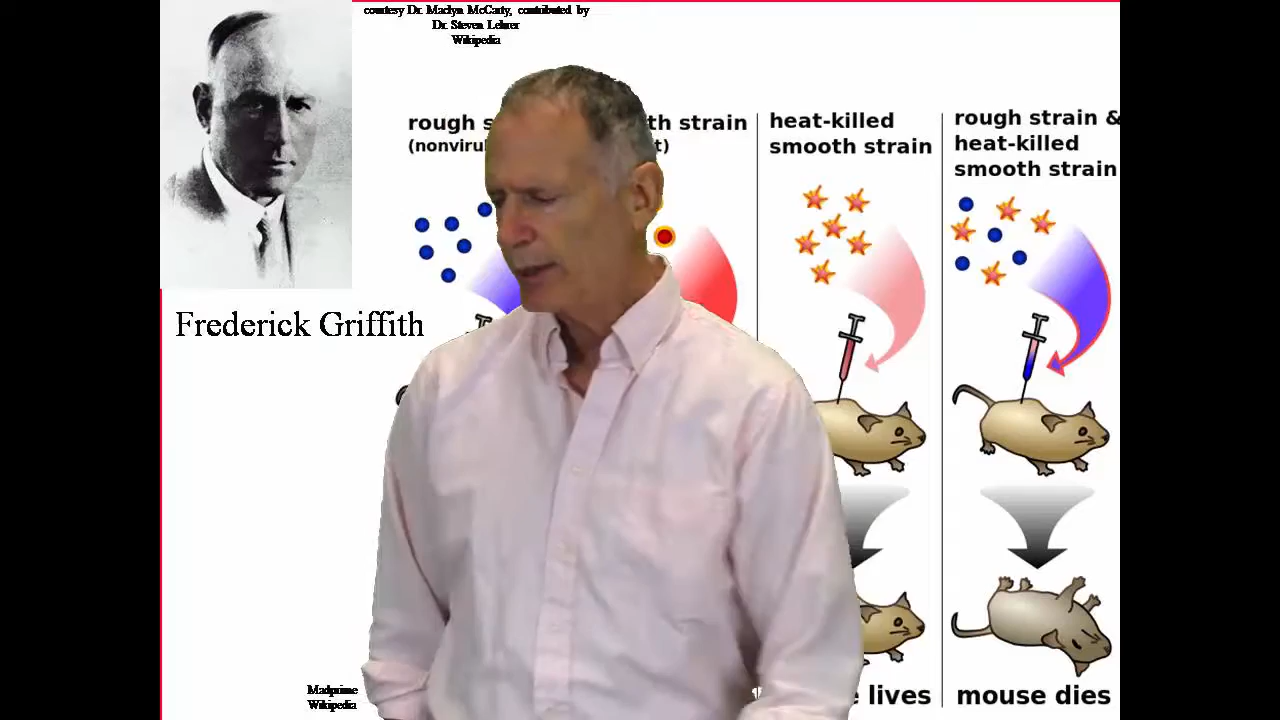 courtesy Dr. Maclyn McCarty, contributed by
Dr. Steven Lehrer
Wikipedia
Frederick Griffith
rough
(nonvirul
th strain
t)
heat-killed
smooth strain
rough strain &
heat-killed
smooth strain
lives
mouse dies
Madprime
Wikipedia